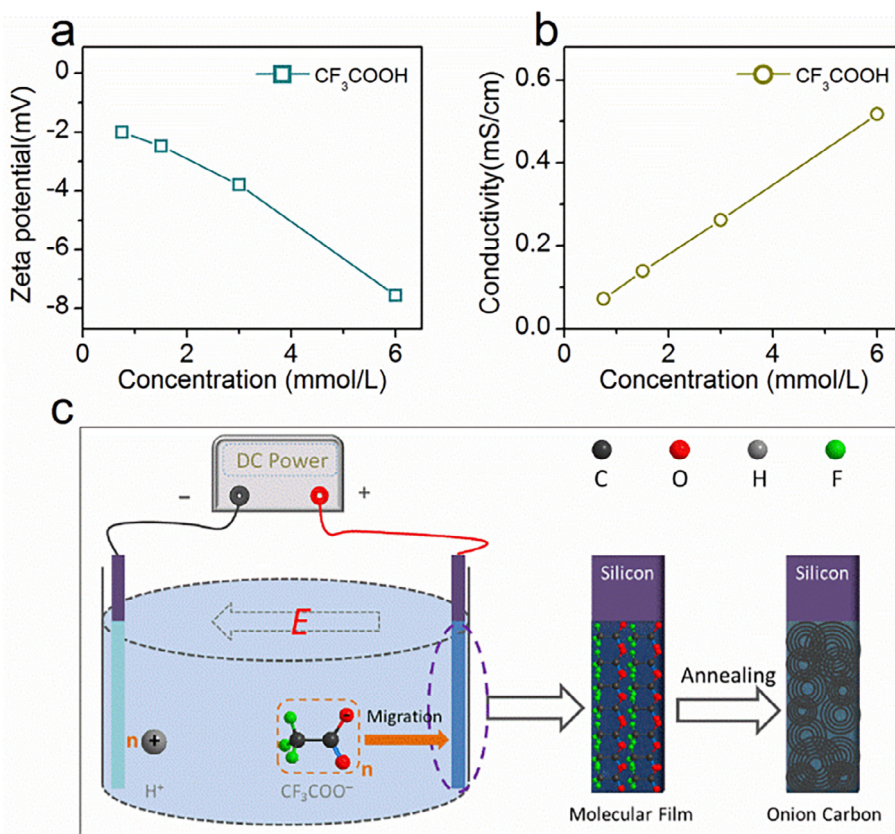 a
0
-2
-4
-6
-8
Zeta potential(mV)
CF₃COOH
0 2 4 6
Concentration (mmol/L)
b
0.6
0.4
0.2
0.0
Conductivity(mS/cm)
CF₃COOH
0 2 4 6
Concentration (mmol/L)
c
DC Power
− +
E
n + H⁺
- CF₃COO⁻ n
Migration
C O H F
Silicon
Molecular Film
Annealing
Silicon
Onion Carbon